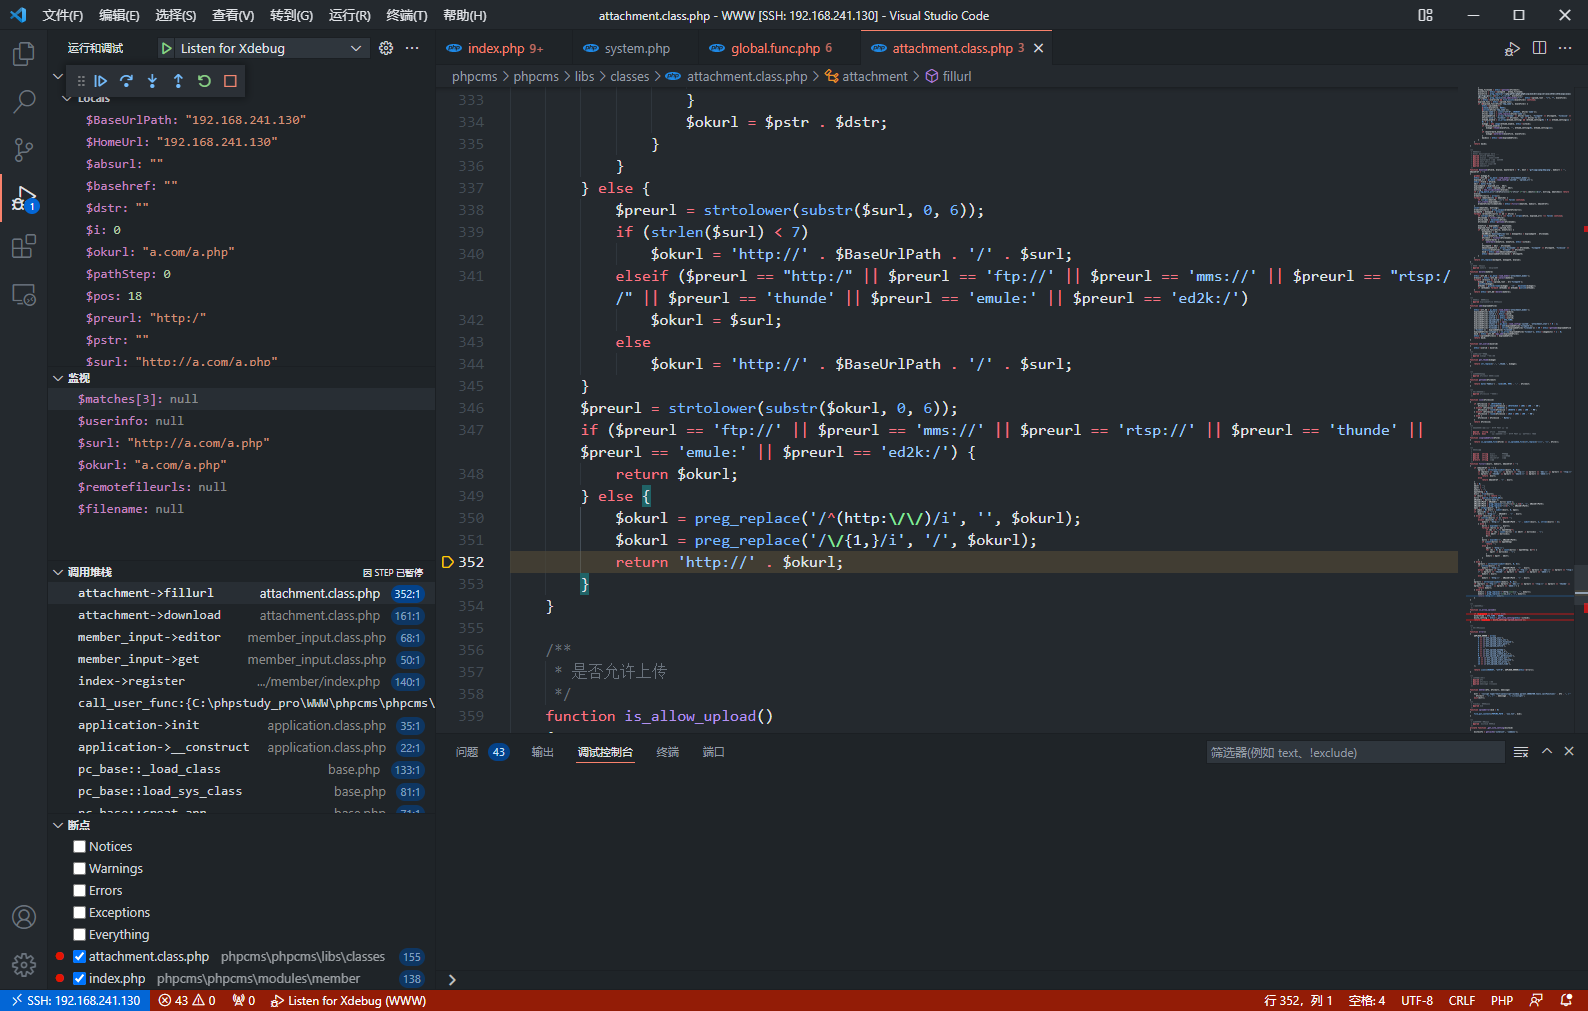 文件(F) 编辑(E) 选择(S) 查看(V) 转到(G) 运行(R) 终端(T) 帮助(H) attachment.class.php - WWW [SSH: 192.168.241.130] - Visual Studio Code
运行和调试 Listen for Xdebug
index.php 9+ system.php global.func.php 6 attachment.class.php 3
phpcms > phpcms > libs > classes > attachment.class.php > attachment > fillurl
Locals
$BaseUrlPath: "192.168.241.130"
$HomeUrl: "192.168.241.130"
$absurl: ""
$basehref: ""
$dstr: ""
$i: 0
$okurl: "a.com/a.php"
$pathStep: 0
$pos: 18
$preurl: "http:/"
$pstr: ""
$surl: "http://a.com/a.php"
监视
$matches[3]: null
$userinfo: null
$surl: "http://a.com/a.php"
$okurl: "a.com/a.php"
$remotefileurls: null
$filename: null
调用堆栈 因 STEP 已暂停
attachment->fillurl attachment.class.php 352:1
attachment->download attachment.class.php 161:1
member_input->editor member_input.class.php 68:1
member_input->get member_input.class.php 50:1
index->register .../member/index.php 140:1
call_user_func:{C:\phpstudy_pro\WWW\phpcms\phpcms\
application->init application.class.php 35:1
application->__construct application.class.php 22:1
pc_base::_load_class base.php 133:1
pc_base::load_sys_class base.php 81:1
pc_base::creat_app base.php 71:1
断点
Notices
Warnings
Errors
Exceptions
Everything
attachment.class.php phpcms\phpcms\libs\classes 155
index.php phpcms\phpcms\modules\member 138
333 }
334 $okurl = $pstr . $dstr;
335 }
336 }
337 } else {
338 $preurl = strtolower(substr($surl, 0, 6));
339 if (strlen($surl) < 7)
340 $okurl = 'http://' . $BaseUrlPath . '/' . $surl;
341 elseif ($preurl == "http:/" || $preurl == 'ftp://' || $preurl == 'mms://' || $preurl == "rtsp:/
/" || $preurl == 'thunde' || $preurl == 'emule:' || $preurl == 'ed2k:/')
342 $okurl = $surl;
343 else
344 $okurl = 'http://' . $BaseUrlPath . '/' . $surl;
345 }
346 $preurl = strtolower(substr($okurl, 0, 6));
347 if ($preurl == 'ftp://' || $preurl == 'mms://' || $preurl == 'rtsp://' || $preurl == 'thunde' ||
$preurl == 'emule:' || $preurl == 'ed2k:/') {
348 return $okurl;
349 } else {
350 $okurl = preg_replace('/^(http:\/\/)/i', '', $okurl);
351 $okurl = preg_replace('/\/{1,}/i', '/', $okurl);
352 return 'http://' . $okurl;
353 }
354 }
355
356 /**
357 * 是否允许上传
358 */
359 function is_allow_upload()
问题 43 输出 调试控制台 终端 端口 筛选器(例如 text、!exclude)
SSH: 192.168.241.130 43 0 0 Listen for Xdebug (WWW) 行 352，列 1 空格: 4 UTF-8 CRLF PHP